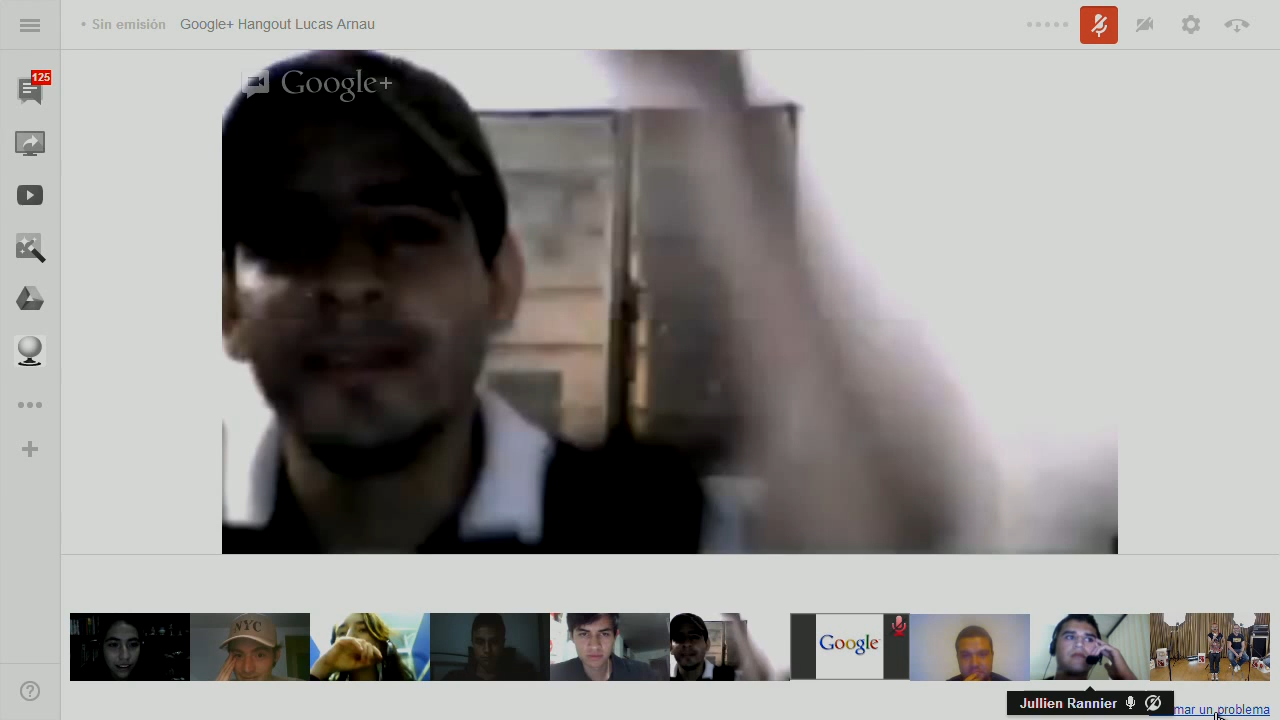 • Sin emisión Google+ Hangout Lucas Arnau
125
Google+
NYC
Google
Jullien Rannier
mar un problema